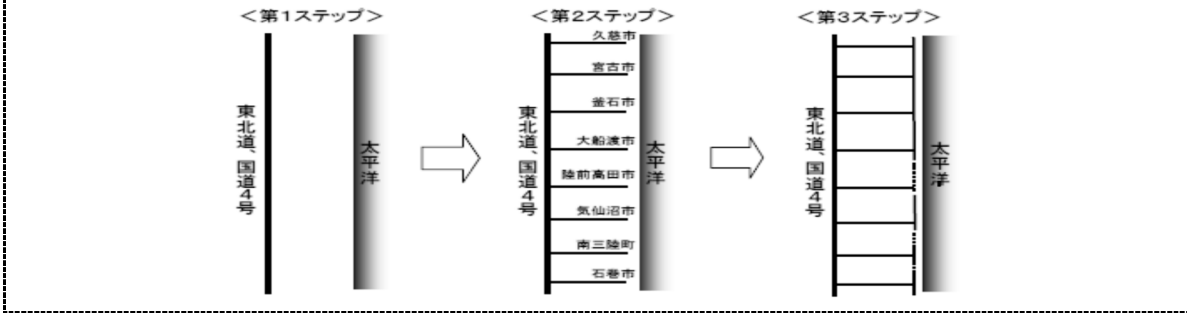 ＜第１ステップ＞
東北道、国道４号
太平洋
＜第２ステップ＞
東北道、国道４号
久慈市
宮古市
釜石市
大船渡市
陸前高田市
気仙沼市
南三陸町
石巻市
太平洋
＜第３ステップ＞
東北道、国道４号
太平洋